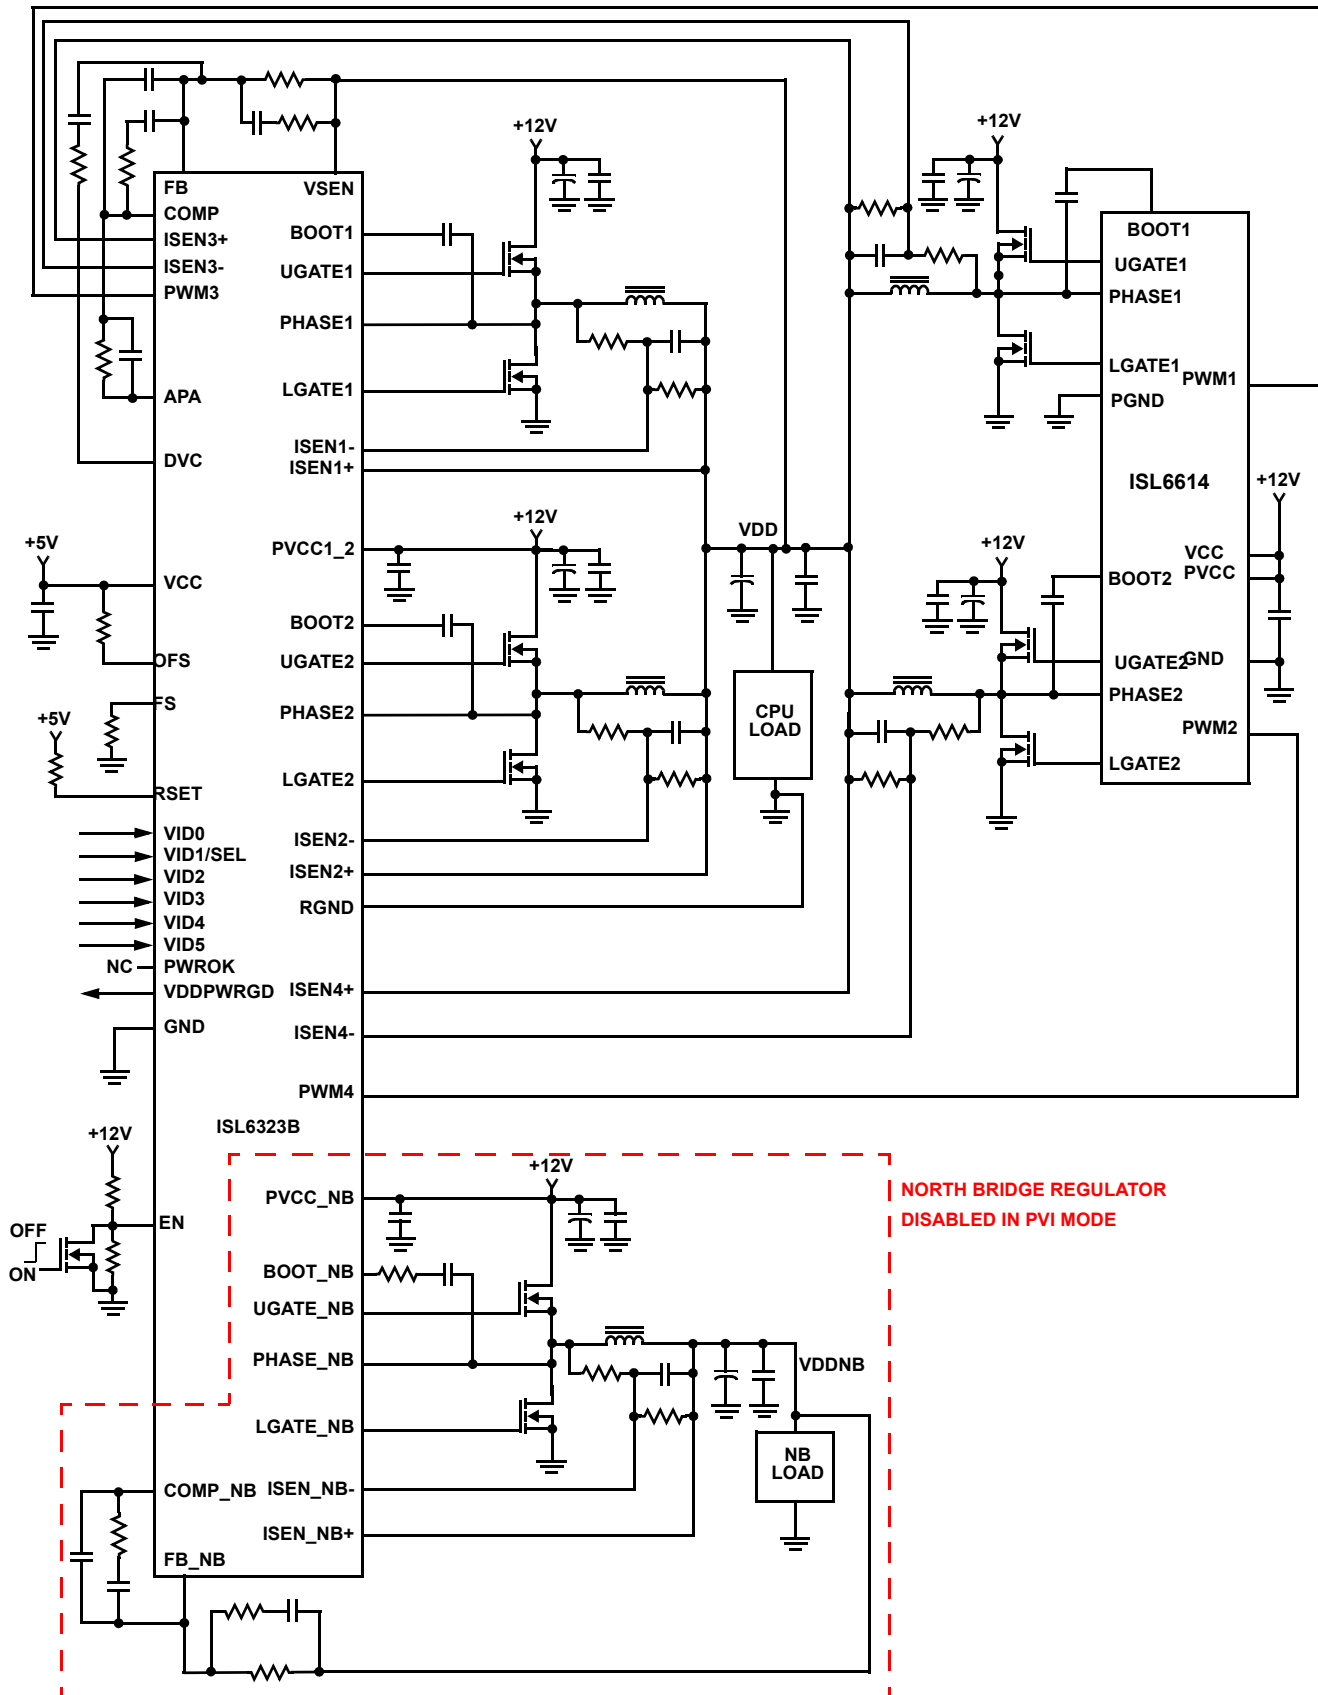 +12V
+12V
FB
VSEN
COMP
ISEN3+
ISEN3-
PWM3
BOOT1
UGATE1
PHASE1
LGATE1
APA
ISEN1-
ISEN1+
DVC
BOOT1
UGATE1
PHASE1
LGATE1
PWM1
PGND
ISL6614
+12V
+12V
PVCC1_2
VDD
+12V
+5V
VCC
VCC
PVCC
BOOT2
BOOT2
UGATE2
OFS
UGATE2
GND
FS
PHASE2
PHASE2
CPU
LOAD
PWM2
+5V
LGATE2
LGATE2
RSET
VID0
VID1/SEL
VID2
VID3
VID4
VID5
NC
PWROK
VDDPWRGD
GND
ISEN2-
ISEN2+
RGND
ISEN4+
ISEN4-
PWM4
ISL6323B
+12V
+12V
PVCC_NB
NORTH BRIDGE REGULATOR
DISABLED IN PVI MODE
EN
OFF
ON
BOOT_NB
UGATE_NB
PHASE_NB
VDDNB
LGATE_NB
NB
LOAD
COMP_NB
ISEN_NB-
ISEN_NB+
FB_NB